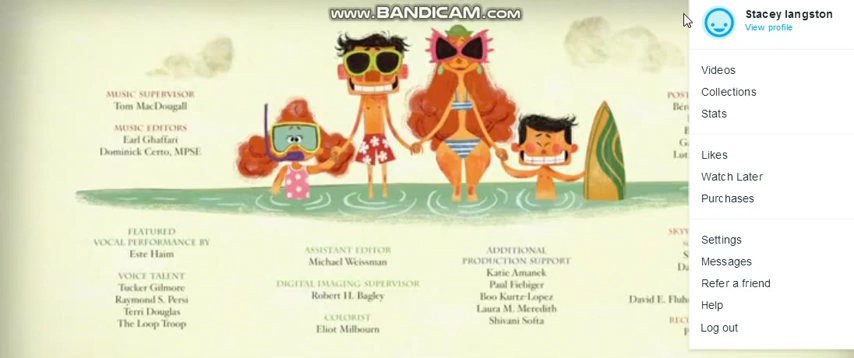 www.BANDICAM.com
MUSIC SUPERVISOR
Tom MacDougall
MUSIC EDITORS
Earl Ghaffari
Dominick Certo, MPSE
FEATURED
VOCAL PERFORMANCE BY
Este Haim
VOICE TALENT
Tucker Gilmore
Raymond S. Persi
Terri Douglas
The Loop Troop
ASSISTANT EDITOR
Michael Weissman
DIGITAL IMAGING SUPERVISOR
Robert H. Bagley
COLORIST
Eliot Milbourn
ADDITIONAL
PRODUCTION SUPPORT
Katie Amanek
Paul Fiebiger
Boo Kurtz-Lopez
Laura M. Meredith
Shivani Softa
POST
David E. Fluh
Stacey langston
View profile
Videos
Collections
Stats
Likes
Watch Later
Purchases
Settings
Messages
Refer a friend
Help
Log out